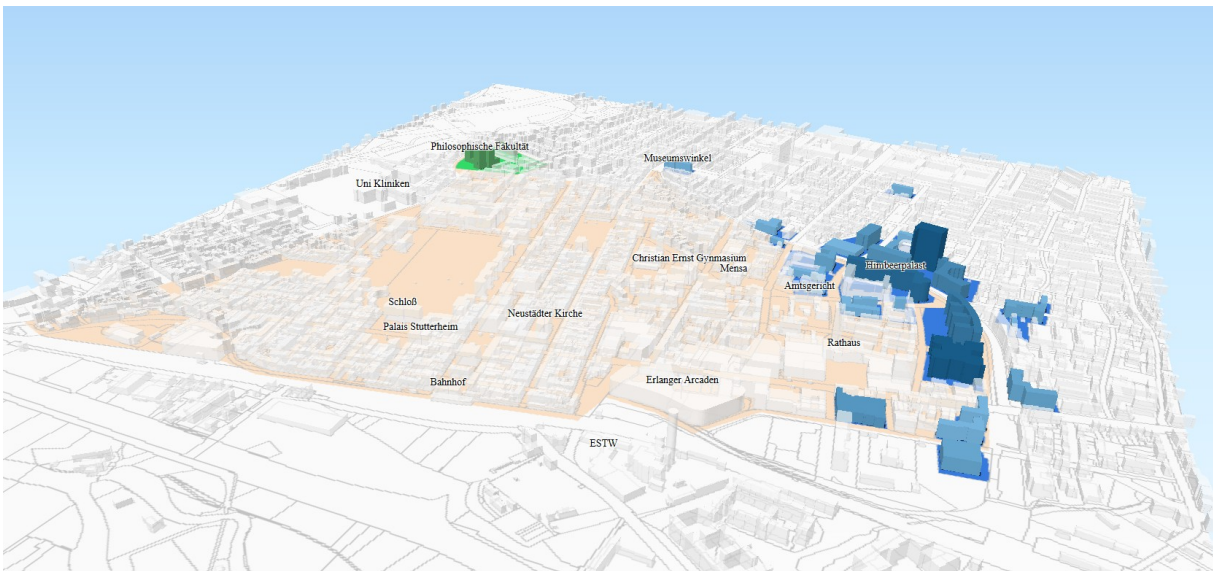 Philosophische Fakultät
Museumswinkel
Uni Kliniken
Christian Ernst Gynmasium
Mensa
Himbeerpalast
Amtsgericht
Schloß
Neustädter Kirche
Palais Stutterheim
Rathaus
Bahnhof
Erlanger Arcaden
ESTW